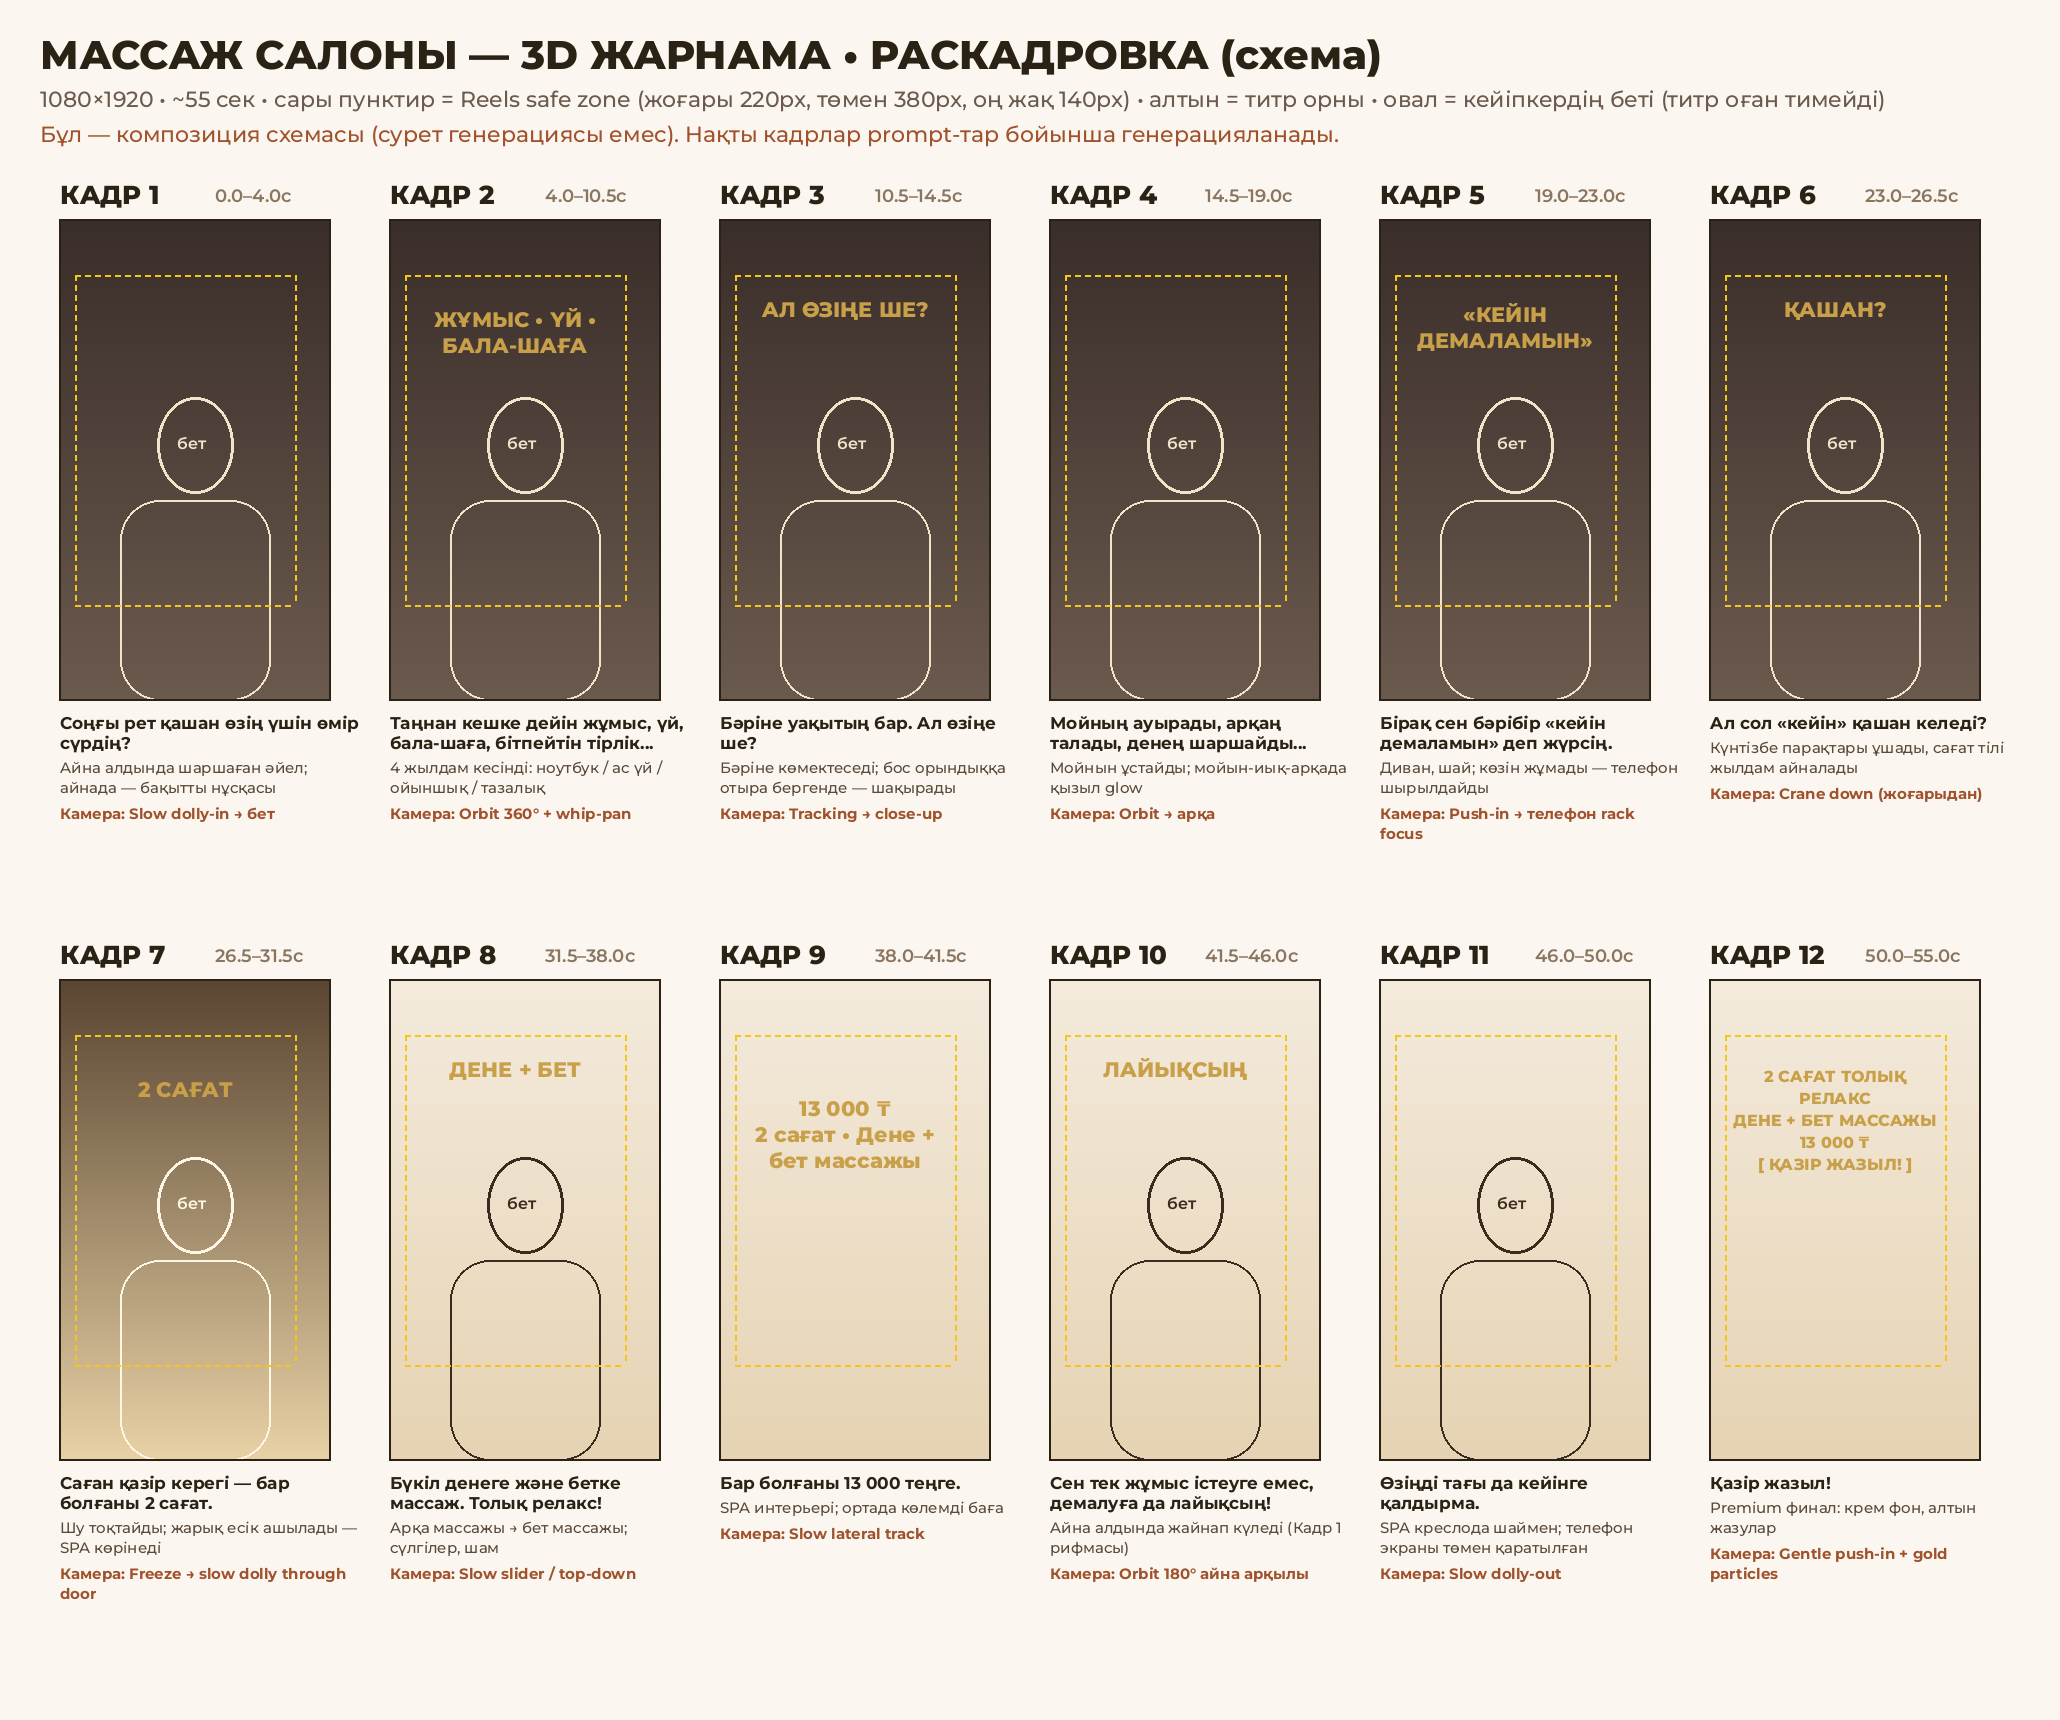 МАССАЖ САЛОНЫ — 3D ЖАРНАМА • РАСКАДРОВКА (схема)
1080×1920 • ~55 сек • сары пунктир = Reels safe zone (жоғары 220px, төмен 380px, оң жақ 140px) • алтын = титр орны • овал = кейіпкердің беті (титр оған тимейді)
Бұл — композиция схемасы (сурет генерациясы емес). Нақты кадрлар prompt-тар бойынша генерацияланады.
КАДР 1 0.0–4.0с
бет
Соңғы рет қашан өзің үшін өмір
сүрдің?
Айна алдында шаршаған әйел;
айнада — бақытты нұсқасы
Камера: Slow dolly-in → бет
КАДР 2 4.0–10.5с
ЖҰМЫС • ҮЙ •
БАЛА-ШАҒА
бет
Таңнан кешке дейін жұмыс, үй,
бала-шаға, бітпейтін тірлік...
4 жылдам кесінді: ноутбук / ас үй /
ойыншық / тазалық
Камера: Orbit 360° + whip-pan
КАДР 3 10.5–14.5с
АЛ ӨЗІҢЕ ШЕ?
бет
Бәріне уақытың бар. Ал өзіңе
ше?
Бәріне көмектеседі; бос орындыққа
отыра бергенде — шақырады
Камера: Tracking → close-up
КАДР 4 14.5–19.0с
бет
Мойның ауырады, арқаң
талады, денең шаршайды...
Мойнын ұстайды; мойын-иық-арқада
қызыл glow
Камера: Orbit → арқа
КАДР 5 19.0–23.0с
«КЕЙІН
ДЕМАЛАМЫН»
бет
Бірақ сен бәрібір «кейін
демаламын» деп жүрсің.
Диван, шай; көзін жұмады — телефон
шырылдайды
Камера: Push-in → телефон rack
focus
КАДР 6 23.0–26.5с
ҚАШАН?
бет
Ал сол «кейін» қашан келеді?
Күнтізбе парақтары ұшады, сағат тілі
жылдам айналады
Камера: Crane down (жоғарыдан)
КАДР 7 26.5–31.5с
2 САҒАТ
бет
Саған қазір керегі — бар
болғаны 2 сағат.
Шу тоқтайды; жарық есік ашылады —
SPA көрінеді
Камера: Freeze → slow dolly through
door
КАДР 8 31.5–38.0с
ДЕНЕ + БЕТ
бет
Бүкіл денеге және бетке
массаж. Толық релакс!
Арқа массажы → бет массажы;
сүлгілер, шам
Камера: Slow slider / top-down
КАДР 9 38.0–41.5с
13 000 ₸
2 сағат • Дене +
бет массажы
Бар болғаны 13 000 теңге.
SPA интерьері; ортада көлемді баға
Камера: Slow lateral track
КАДР 10 41.5–46.0с
ЛАЙЫҚСЫҢ
бет
Сен тек жұмыс істеуге емес,
демалуға да лайықсың!
Айна алдында жайнап күледі (Кадр 1
рифмасы)
Камера: Orbit 180° айна арқылы
КАДР 11 46.0–50.0с
бет
Өзіңді тағы да кейінге
қалдырма.
SPA креслода шаймен; телефон
экраны төмен қаратылған
Камера: Slow dolly-out
КАДР 12 50.0–55.0с
2 САҒАТ ТОЛЫҚ
РЕЛАКС
ДЕНЕ + БЕТ МАССАЖЫ
13 000 ₸
[ ҚАЗІР ЖАЗЫЛ! ]
Қазір жазыл!
Premium финал: крем фон, алтын
жазулар
Камера: Gentle push-in + gold
particles